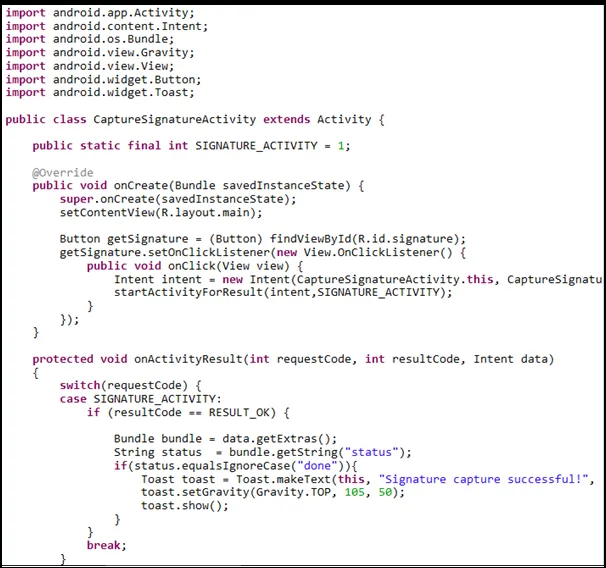 import android.app.Activity;
import android.content.Intent;
import android.os.Bundle;
import android.view.Gravity;
import android.view.View;
import android.widget.Button;
import android.widget.Toast;

public class CaptureSignatureActivity extends Activity {

    public static final int SIGNATURE_ACTIVITY = 1;

    @Override
    public void onCreate(Bundle savedInstanceState) {
        super.onCreate(savedInstanceState);
        setContentView(R.layout.main);

        Button getSignature = (Button) findViewById(R.id.signature);
        getSignature.setOnClickListener(new View.OnClickListener() {
            public void onClick(View view) {
                Intent intent = new Intent(CaptureSignatureActivity.this, CaptureSignatu
                startActivityForResult(intent,SIGNATURE_ACTIVITY);
            }
        });
    }

    protected void onActivityResult(int requestCode, int resultCode, Intent data)
    {
        switch(requestCode) {
        case SIGNATURE_ACTIVITY:
            if (resultCode == RESULT_OK) {

                Bundle bundle = data.getExtras();
                String status  = bundle.getString("status");
                if(status.equalsIgnoreCase("done")){
                    Toast toast = Toast.makeText(this, "Signature capture successful!",
                    toast.setGravity(Gravity.TOP, 105, 50);
                    toast.show();
                }
            }
            break;
        }